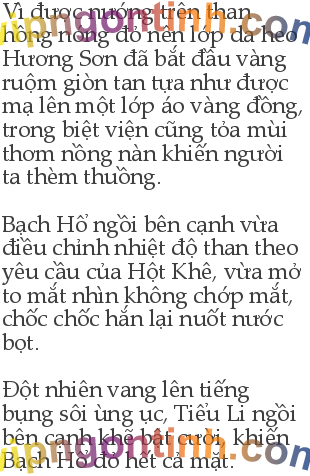 Vì được nướng trên than
hồng nóng đỏ nên lớp da heo
Hương Sơn đã bắt đầu vàng
ruộm giòn tan tựa như được
mạ lên một lớp áo vàng đồng,
trong biệt viện cũng tỏa mùi
thơm nồng nàn khiến người
ta thèm thuồng.

Bạch Hổ ngồi bên cạnh vừa
điều chỉnh nhiệt độ than theo
yêu cầu của Hột Khê, vừa mở
to mắt nhìn không chớp mắt,
chốc chốc hắn lại nuốt nước
bọt.

Đột nhiên vang lên tiếng
bụng sôi ùng ục, Tiểu Li ngồi
bên cạnh khẽ bật cười, khiến
Bạch Hổ đỏ hết cả mặt.
vipngontinh.com
vipngontinh.com